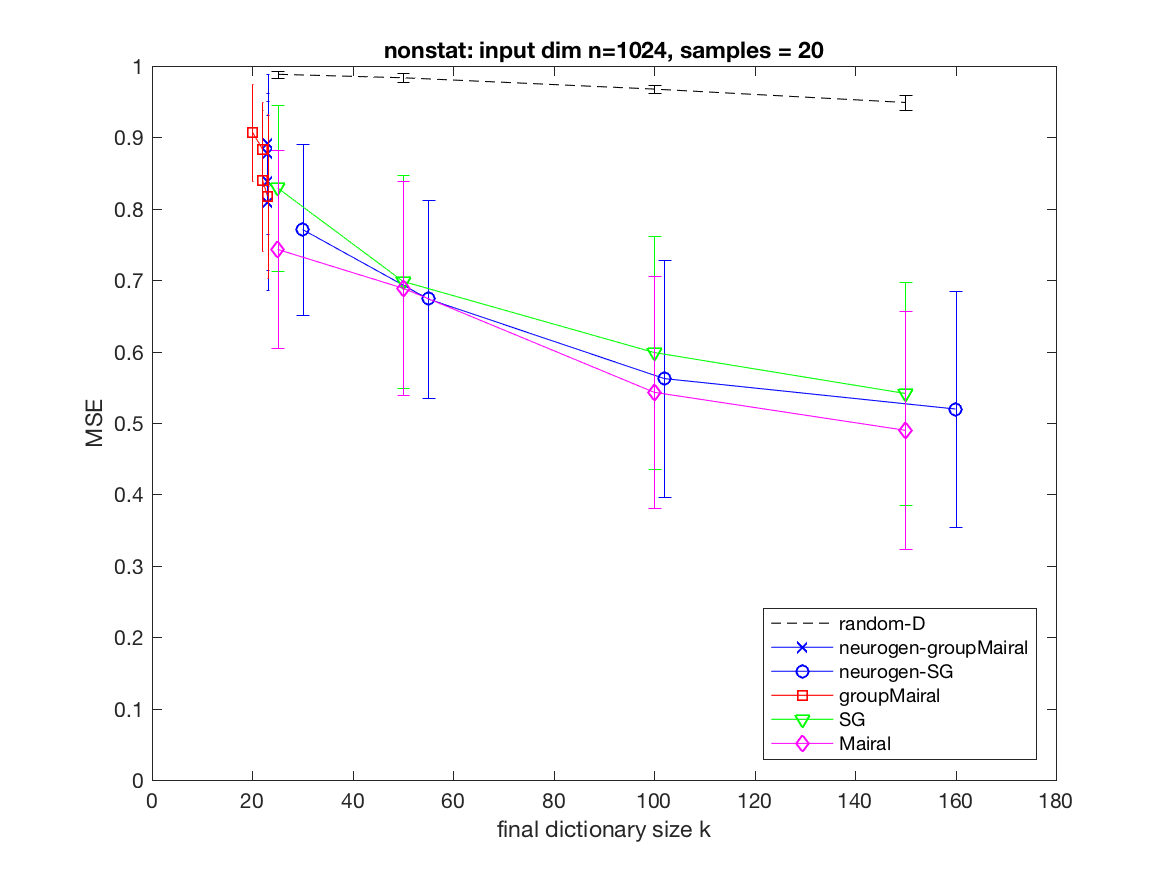 nonstat: input dim n=1024, samples = 20
1
0.9
0.8
0.7
0.6
0.5
0.4
0.3
0.2
0.1
0
MSE
random-D
neurogen-groupMairal
neurogen-SG
groupMairal
SG
Mairal
0 20 40 60 80 100 120 140 160 180
final dictionary size k